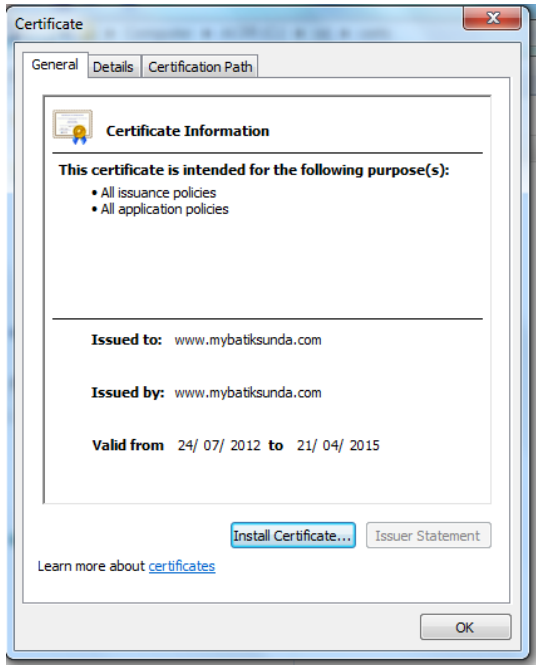 Certificate
General Details Certification Path
Certificate Information
This certificate is intended for the following purpose(s):
• All issuance policies
• All application policies
Issued to: www.mybatiksunda.com
Issued by: www.mybatiksunda.com
Valid from 24/ 07/ 2012 to 21/ 04/ 2015
Install Certificate... Issuer Statement
Learn more about certificates
OK